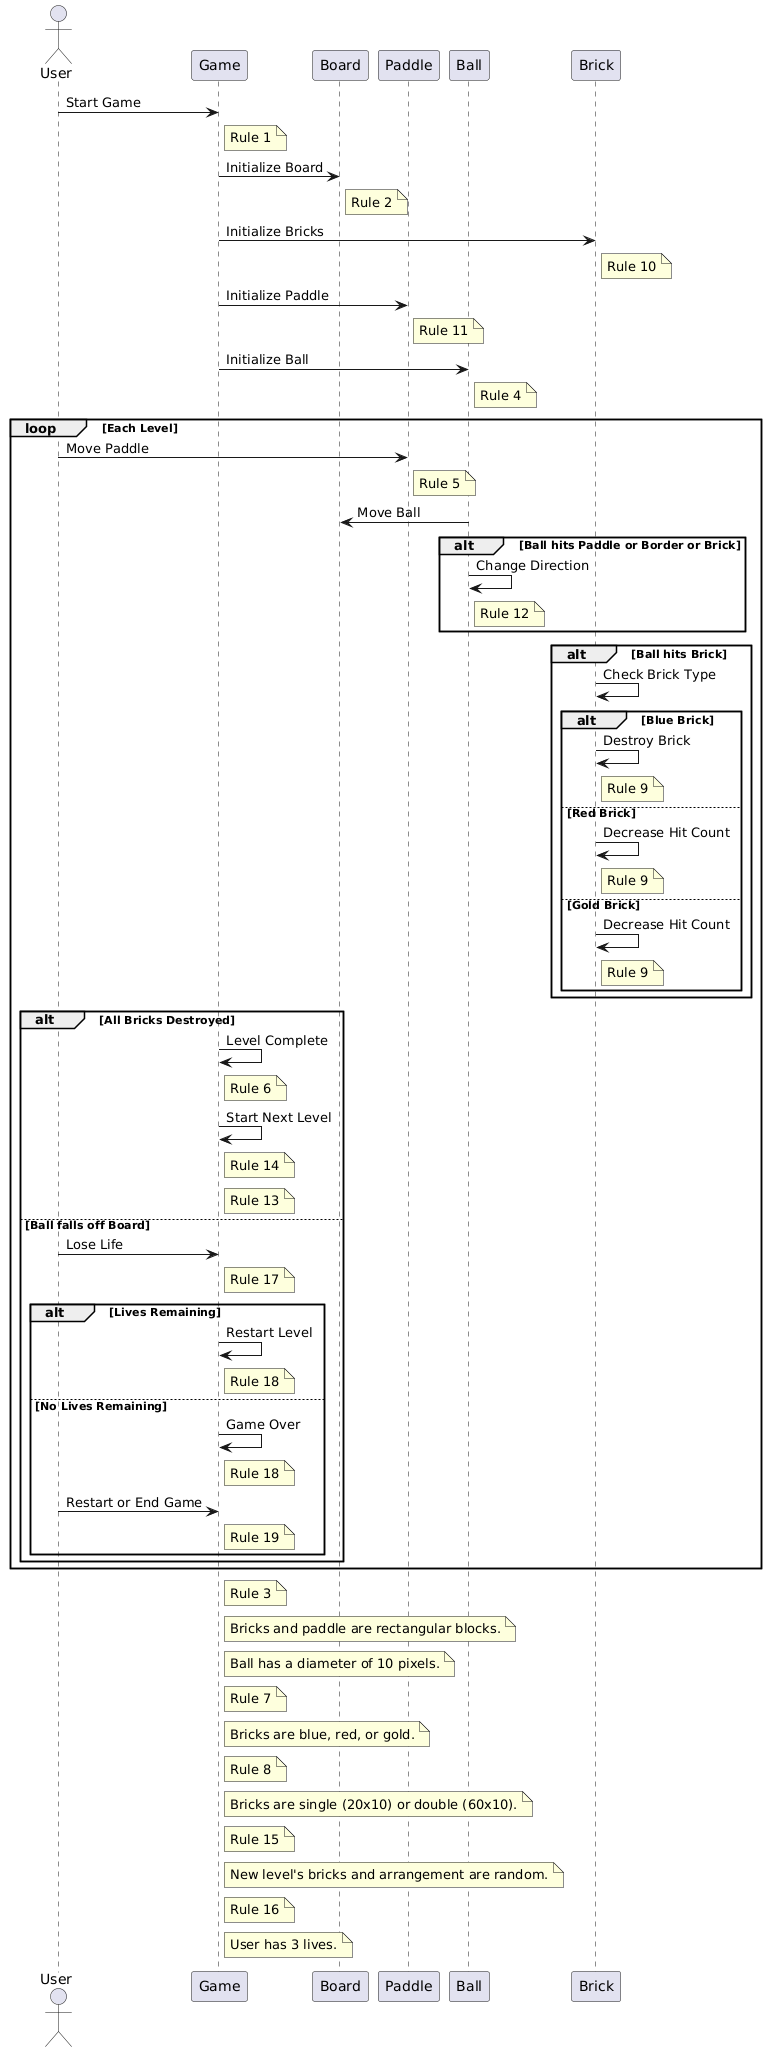 User
Game
Board
Paddle
Ball
Brick
Start Game
Rule 1
Initialize Board
Rule 2
Initialize Bricks
Rule 10
Initialize Paddle
Rule 11
Initialize Ball
Rule 4
loop [Each Level]
Move Paddle
Rule 5
Move Ball
alt [Ball hits Paddle or Border or Brick]
Change Direction
Rule 12
alt [Ball hits Brick]
Check Brick Type
alt [Blue Brick]
Destroy Brick
Rule 9
[Red Brick]
Decrease Hit Count
Rule 9
[Gold Brick]
Decrease Hit Count
Rule 9
alt [All Bricks Destroyed]
Level Complete
Rule 6
Start Next Level
Rule 14
Rule 13
[Ball falls off Board]
Lose Life
Rule 17
alt [Lives Remaining]
Restart Level
Rule 18
[No Lives Remaining]
Game Over
Rule 18
Restart or End Game
Rule 19
Rule 3
Bricks and paddle are rectangular blocks.
Ball has a diameter of 10 pixels.
Rule 7
Bricks are blue, red, or gold.
Rule 8
Bricks are single (20x10) or double (60x10).
Rule 15
New level's bricks and arrangement are random.
Rule 16
User has 3 lives.
User
Game
Board
Paddle
Ball
Brick